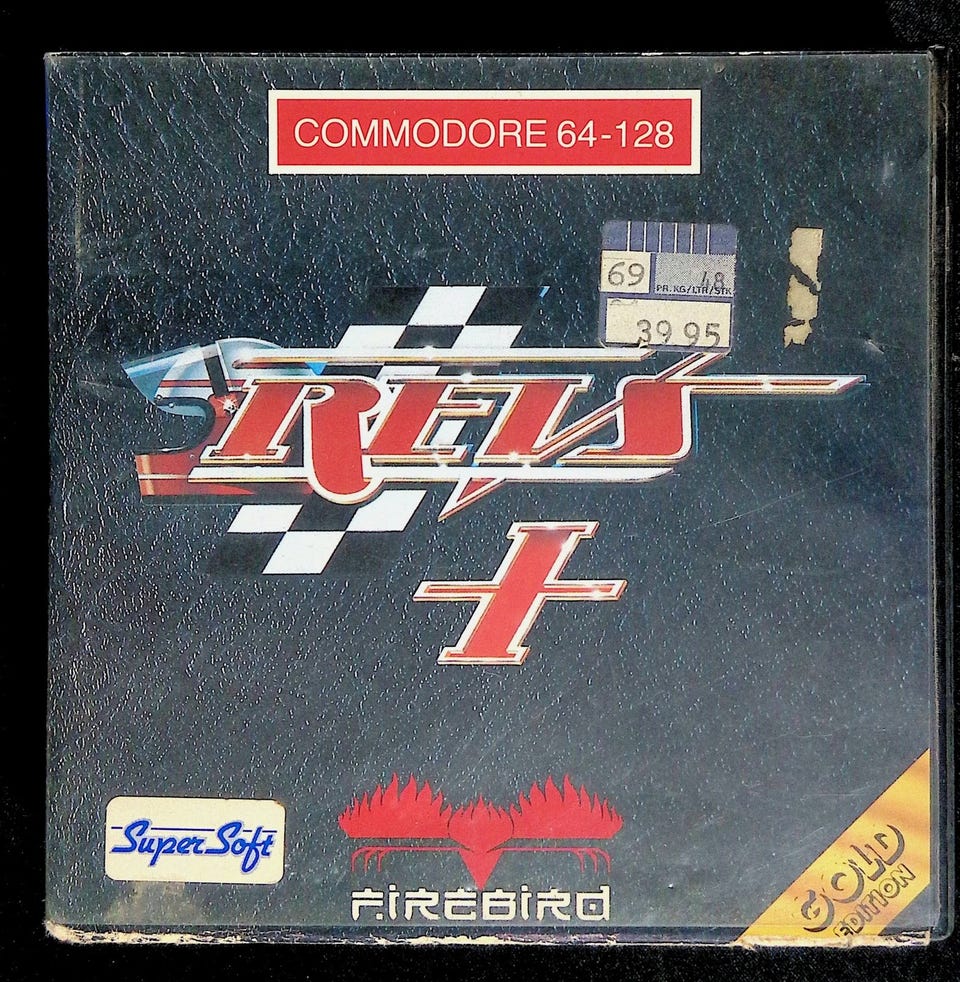 COMMODORE 64-128
69 48
PR. KG/LTR/STK
39 95
REVS
+
Super Soft
FIREBIRD
GOLD
EDITION